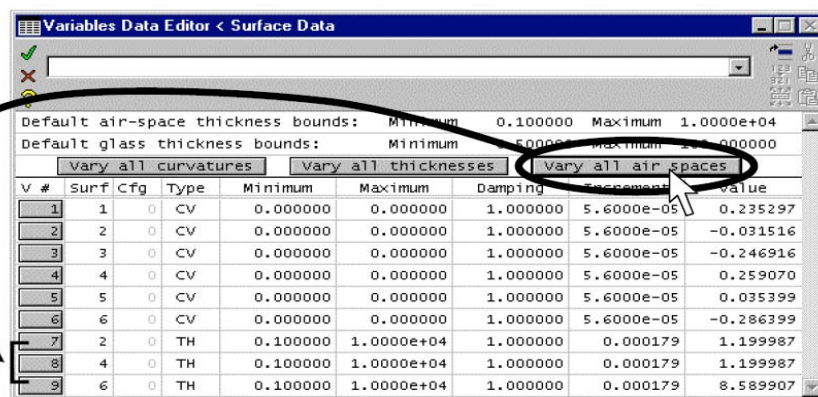 Variables Data Editor < Surface Data
Default air-space thickness bounds: Minimum 0.100000 Maximum 1.0000e+04
Default glass thickness bounds: Minimum 0.500000 Maximum 100.000000
Vary all curvatures Vary all thicknesses Vary all air spaces
V # Surf Cfg Type Minimum Maximum Damping Increment Value
1 1 0 CV 0.000000 0.000000 1.000000 5.6000e-05 0.235297
2 2 0 CV 0.000000 0.000000 1.000000 5.6000e-05 -0.031516
3 3 0 CV 0.000000 0.000000 1.000000 5.6000e-05 -0.246916
4 4 0 CV 0.000000 0.000000 1.000000 5.6000e-05 0.259070
5 5 0 CV 0.000000 0.000000 1.000000 5.6000e-05 0.035399
6 6 0 CV 0.000000 0.000000 1.000000 5.6000e-05 -0.286399
7 2 0 TH 0.100000 1.0000e+04 1.000000 0.000179 1.199987
8 4 0 TH 0.100000 1.0000e+04 1.000000 0.000179 1.199987
9 6 0 TH 0.100000 1.0000e+04 1.000000 0.000179 8.589907